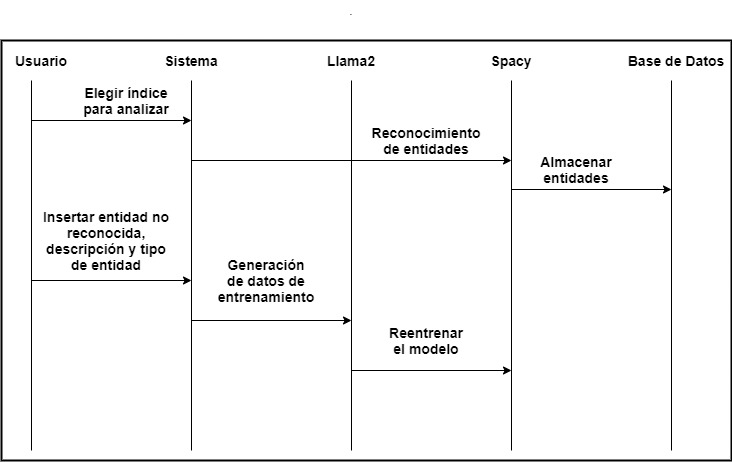 Usuario
Sistema
Llama2
Spacy
Base de Datos
Elegir índice
para analizar
Reconocimiento
de entidades
Almacenar
entidades
Insertar entidad no
reconocida,
descripción y tipo
de entidad
Generación
de datos de
entrenamiento
Reentrenar
el modelo